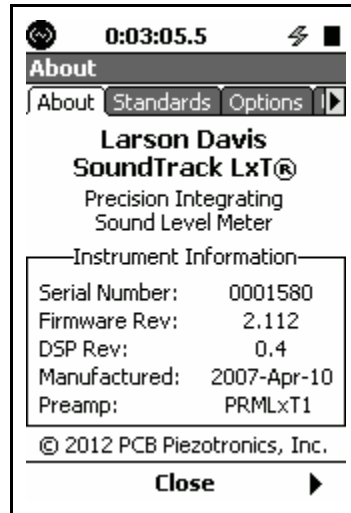 0:03:05.5
About
About Standards Options
Larson Davis
SoundTrack LxT®
Precision Integrating
Sound Level Meter
Instrument Information
Serial Number: 0001580
Firmware Rev: 2.112
DSP Rev: 0.4
Manufactured: 2007-Apr-10
Preamp: PRMLxT1
© 2012 PCB Piezotronics, Inc.
Close